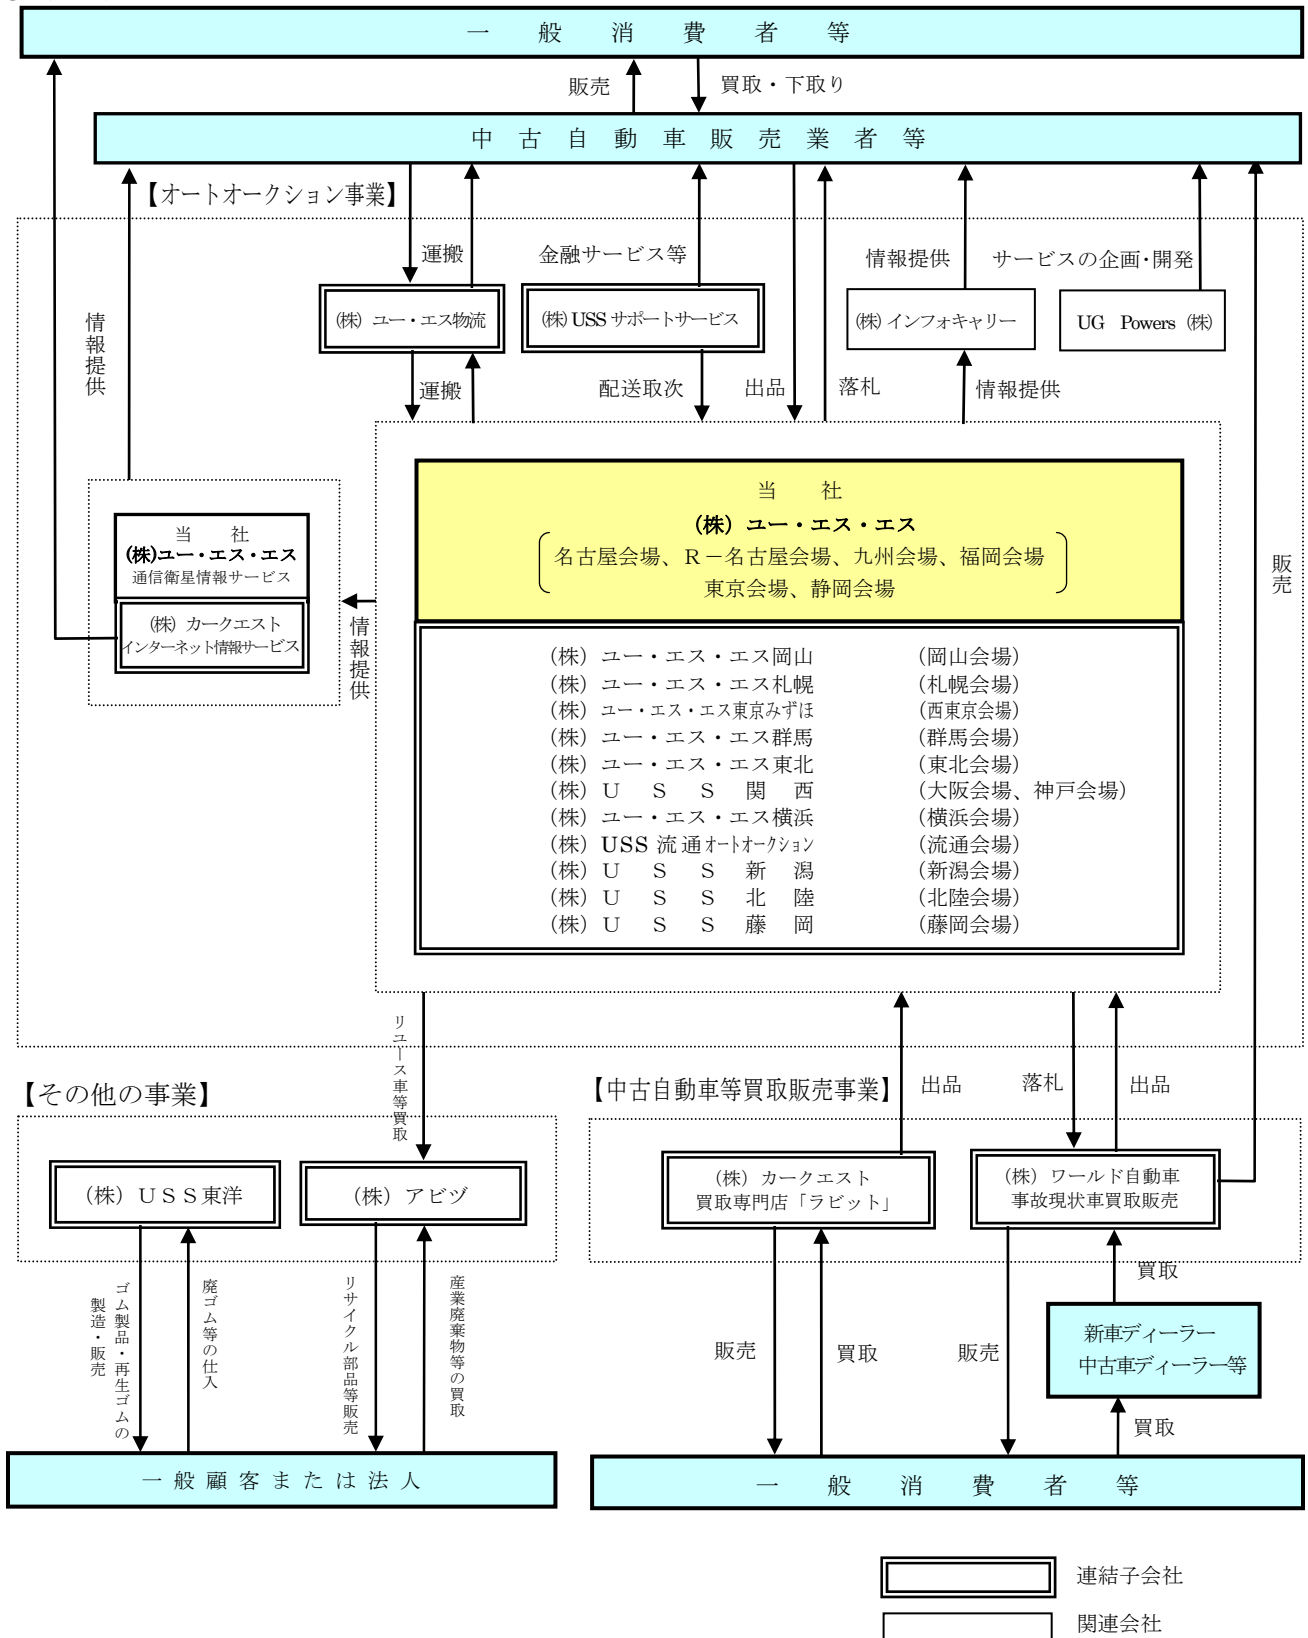 一般消費者等
販売
買取・下取り
中古自動車販売業者等
【オートオークション事業】
運搬
金融サービス等
情報提供
サービスの企画・開発
情報提供
(株) ユー・エス物流
(株) USS サポートサービス
(株) インフォキャリー
UG Powers (株)
運搬
配送取次
出品
落札
情報提供
当社
(株) ユー・エス・エス
名古屋会場、R－名古屋会場、九州会場、福岡会場
東京会場、静岡会場
当社
(株)ユー・エス・エス
通信衛星情報サービス
(株) カークエスト
インターネット情報サービス
情報提供
販売
(株) ユー・エス・エス岡山 (岡山会場)
(株) ユー・エス・エス札幌 (札幌会場)
(株) ユー・エス・エス東京みずほ (西東京会場)
(株) ユー・エス・エス群馬 (群馬会場)
(株) ユー・エス・エス東北 (東北会場)
(株) U S S 関西 (大阪会場、神戸会場)
(株) ユー・エス・エス横浜 (横浜会場)
(株) USS 流通オートオークション (流通会場)
(株) U S S 新潟 (新潟会場)
(株) U S S 北陸 (北陸会場)
(株) U S S 藤岡 (藤岡会場)
リユース車等買取
【その他の事業】
【中古自動車等買取販売事業】
出品
落札
出品
(株) USS東洋
(株) アビヅ
(株) カークエスト
買取専門店「ラビット」
(株) ワールド自動車
事故現状車買取販売
ゴム製品・再生ゴムの
製造・販売
廃ゴム等の仕入
リサイクル部品等販売
産業廃棄物等の買取
販売
買取
販売
買取
新車ディーラー
中古車ディーラー等
買取
一般顧客または法人
一般消費者等
連結子会社
関連会社